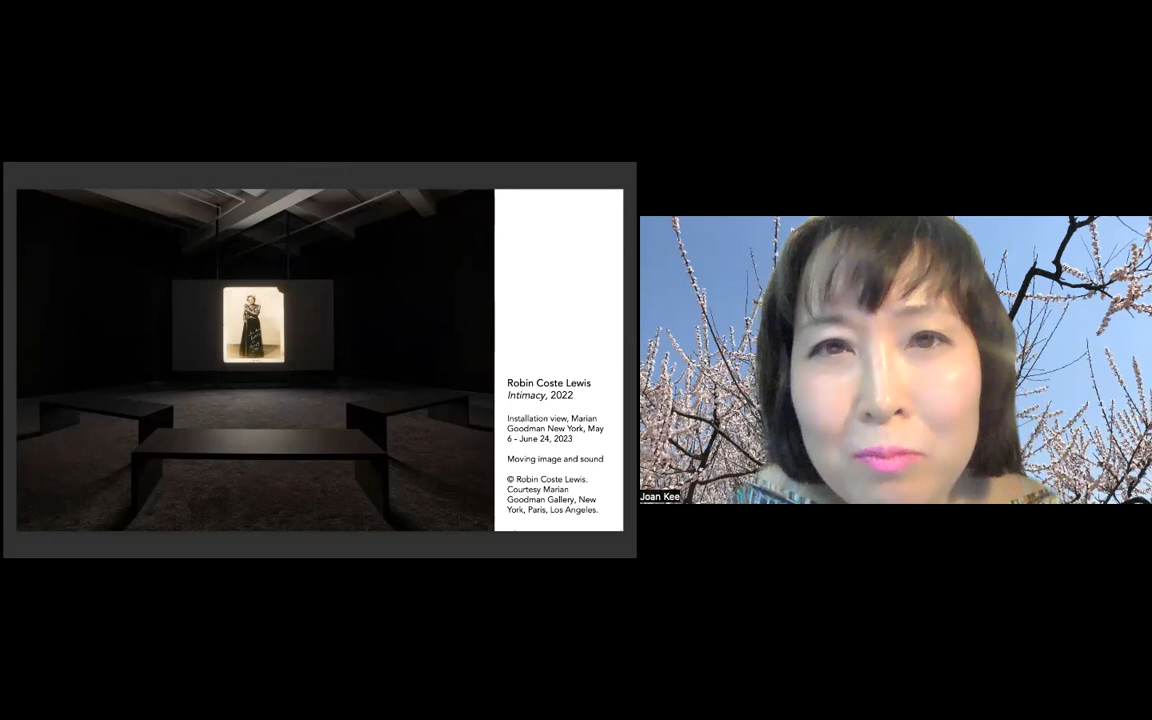 Robin Coste Lewis
Intimacy, 2022
Installation view, Marian
Goodman New York, May
6 - June 24, 2023
Moving image and sound
© Robin Coste Lewis.
Courtesy Marian
Goodman Gallery, New
York, Paris, Los Angeles.
Joan Kee